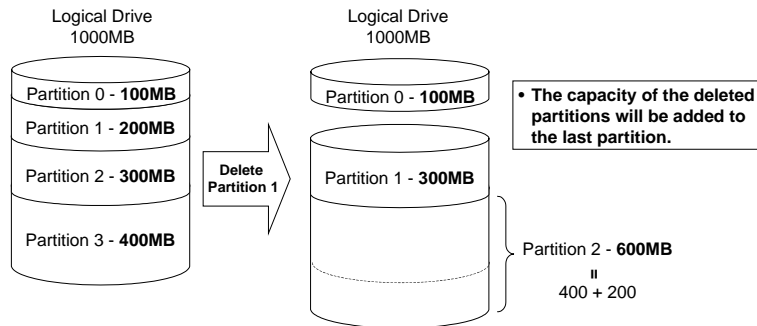 Logical Drive
1000MB
Partition 0 - 100MB
Partition 1 - 200MB
Partition 2 - 300MB
Partition 3 - 400MB
Delete
Partition 1
Logical Drive
1000MB
Partition 0 - 100MB
Partition 1 - 300MB
Partition 2 - 600MB
=
400 + 200
• The capacity of the deleted
partitions will be added to
the last partition.